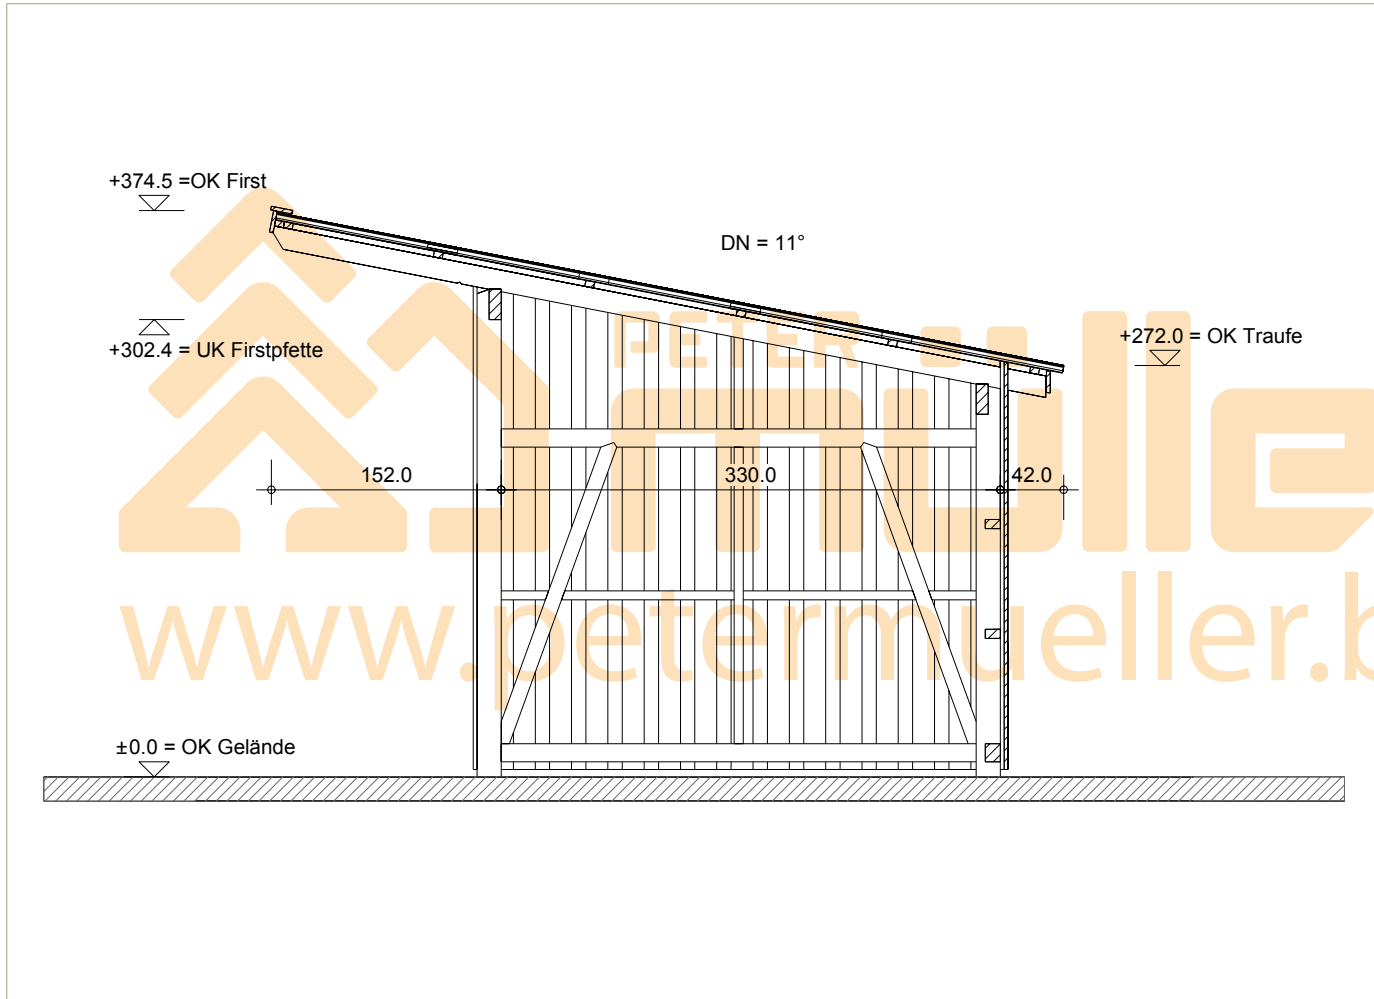 +374.5 =OK First
DN = 11°
+302.4 = UK Firstpfette
+272.0 = OK Traufe
PETER
mülle
152.0
330.0
42.0
www.petermueller.b
±0.0 = OK Gelände